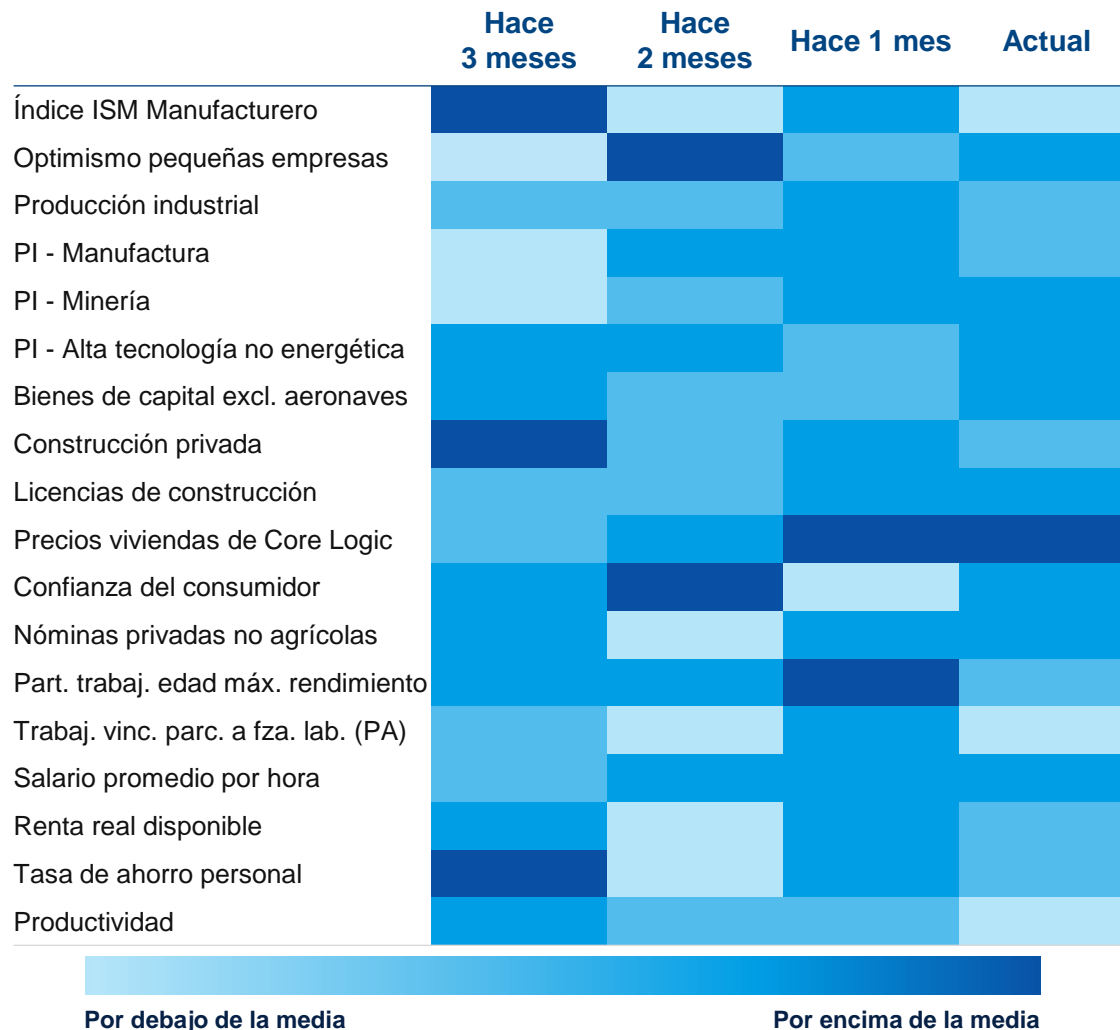 Hace
3 meses
Hace
2 meses
Hace 1 mes
Actual
Índice ISM Manufacturero
Optimismo pequeñas empresas
Producción industrial
PI - Manufactura
PI - Minería
PI - Alta tecnología no energética
Bienes de capital excl. aeronaves
Construcción privada
Licencias de construcción
Precios viviendas de Core Logic
Confianza del consumidor
Nóminas privadas no agrícolas
Part. trabaj. edad máx. rendimiento
Trabaj. vinc. parc. a fza. lab. (PA)
Salario promedio por hora
Renta real disponible
Tasa de ahorro personal
Productividad
Por debajo de la media
Por encima de la media